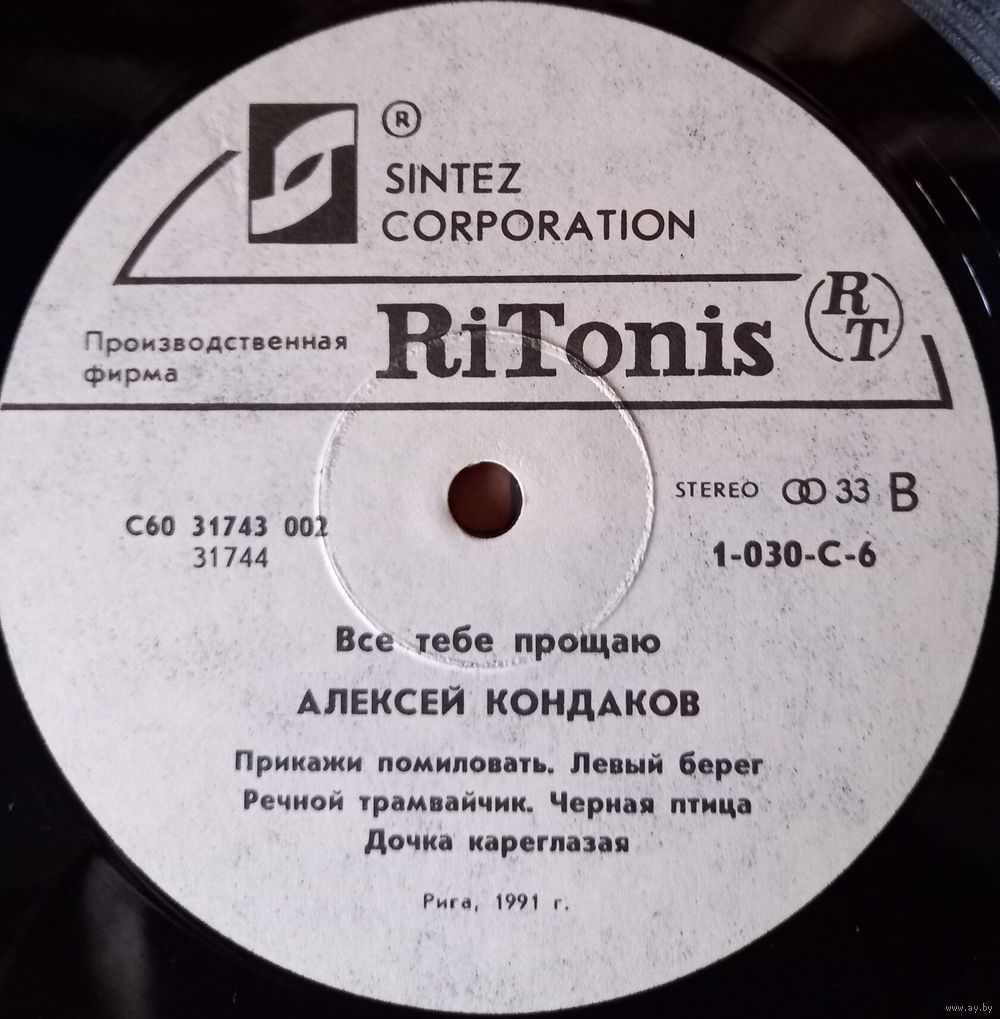 ®
SINTEZ
CORPORATION
Производственная
фирма
RiTonis
RT
STEREO 33 B
1-030-C-6
С60 31743 002
31744
Все тебе прощаю
АЛЕКСЕЙ КОНДАКОВ
Прикажи помиловать. Левый берег
Речной трамвайчик. Черная птица
Дочка кареглазая
Рига, 1991 г.
www.ay.by